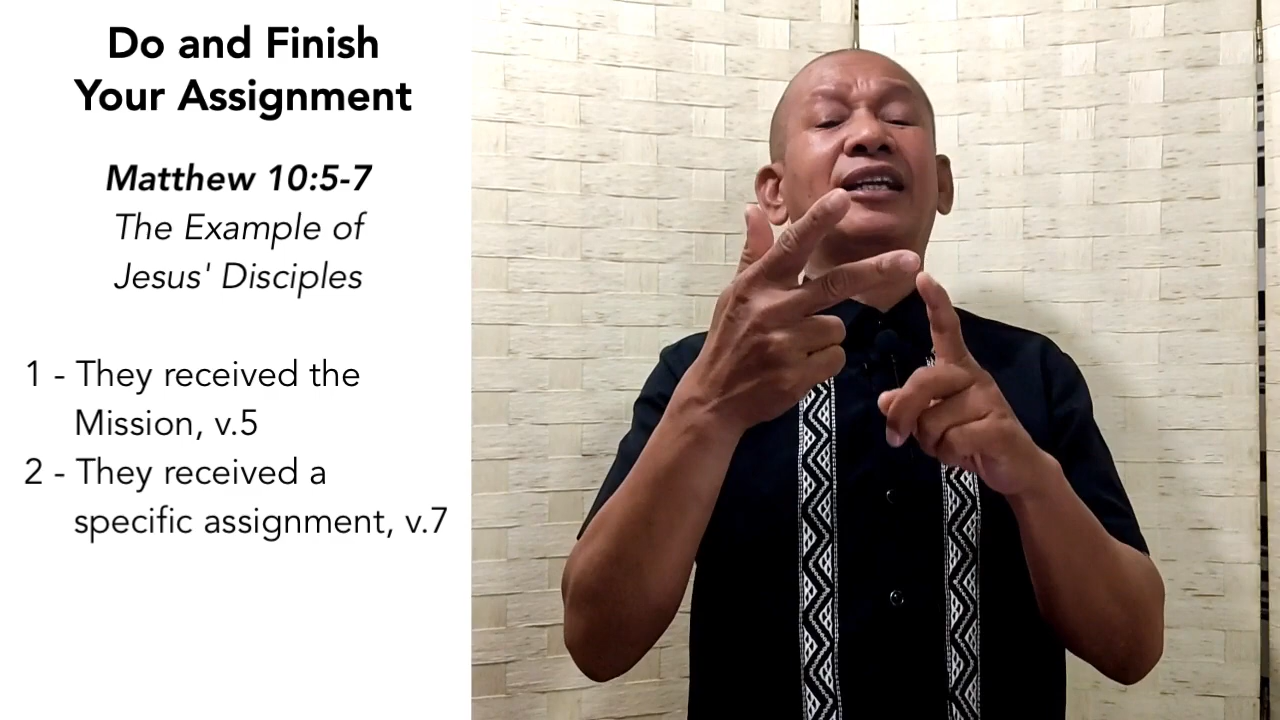 Do and Finish
Your Assignment
Matthew 10:5-7
The Example of
Jesus' Disciples
1 - They received the
Mission, v.5
2 - They received a
specific assignment, v.7